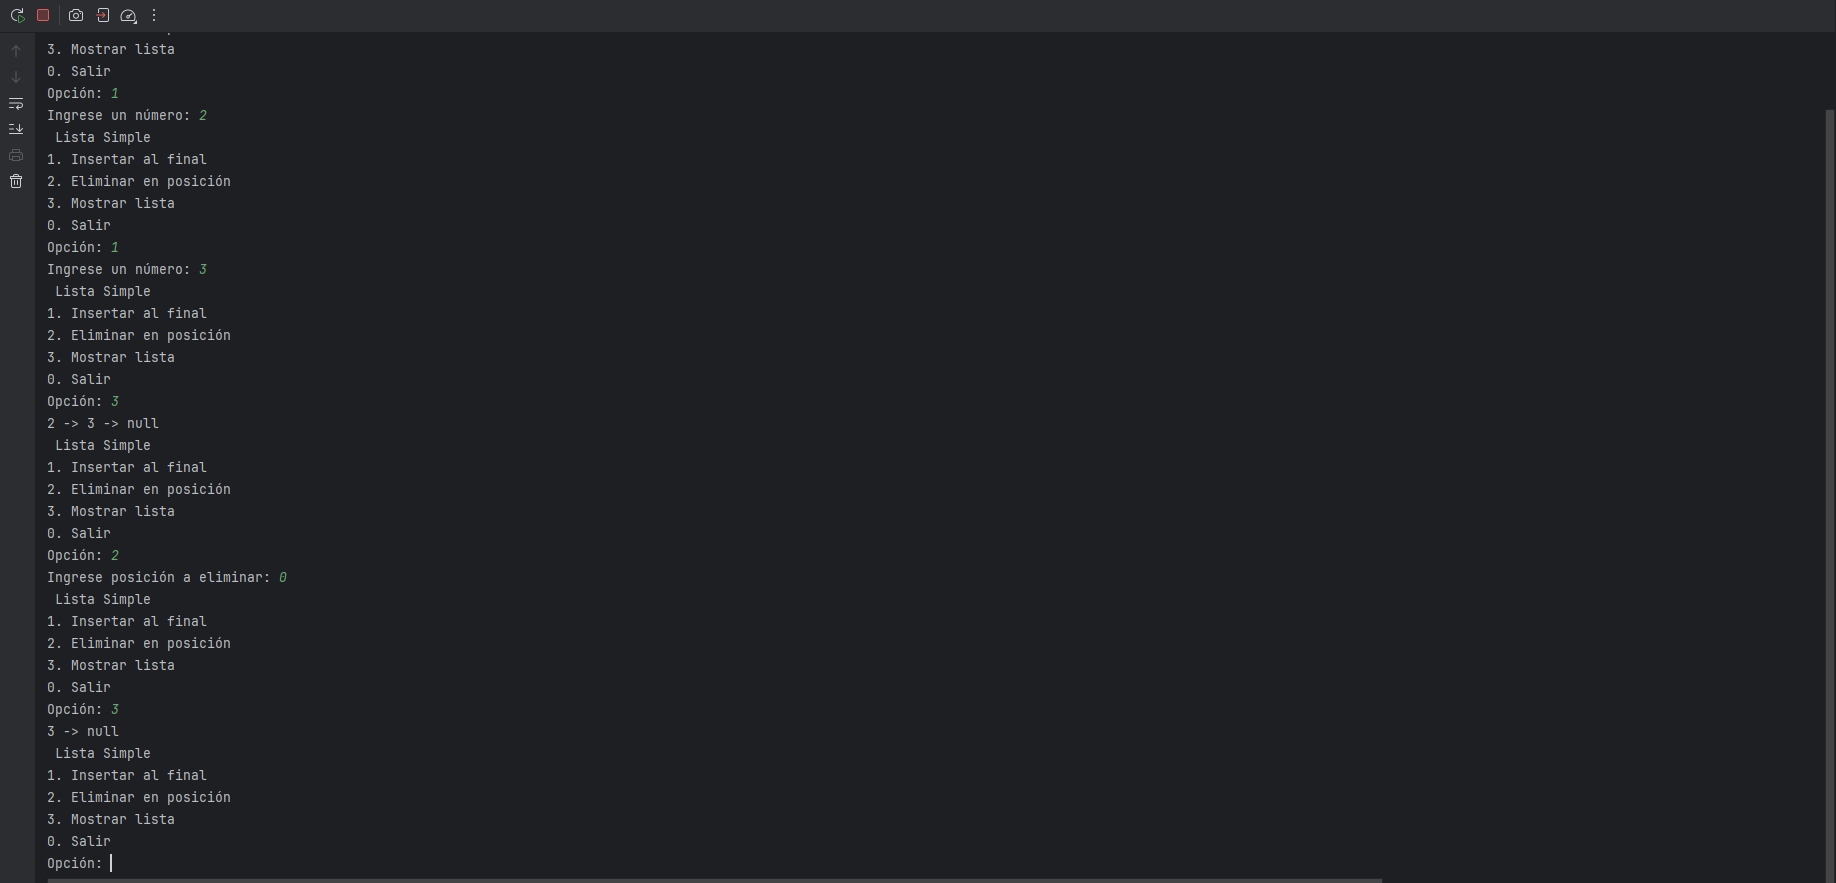 3. Mostrar lista
0. Salir
Opción: 1
Ingrese un número: 2
Lista Simple
1. Insertar al final
2. Eliminar en posición
3. Mostrar lista
0. Salir
Opción: 1
Ingrese un número: 3
Lista Simple
1. Insertar al final
2. Eliminar en posición
3. Mostrar lista
0. Salir
Opción: 3
2 -> 3 -> null
Lista Simple
1. Insertar al final
2. Eliminar en posición
3. Mostrar lista
0. Salir
Opción: 2
Ingrese posición a eliminar: 0
Lista Simple
1. Insertar al final
2. Eliminar en posición
3. Mostrar lista
0. Salir
Opción: 3
3 -> null
Lista Simple
1. Insertar al final
2. Eliminar en posición
3. Mostrar lista
0. Salir
Opción: